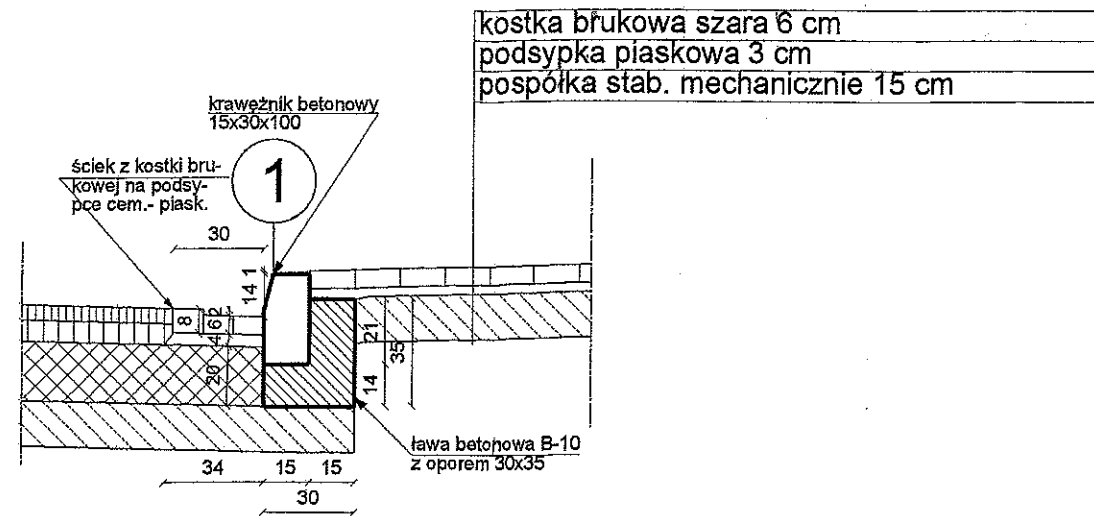 kostka brukowa szara 6 cm
podsypka piaskowa 3 cm
pospółka stab. mechanicznie 15 cm
krawężnik betonowy
15x30x100
1
ściek z kostki bru-
kowej na podsy-
pce cem.- piask.
30
14 1
8
4 6 2
20
21
14
35
ława betonowa B-10
z oporem 30x35
34
15
15
30